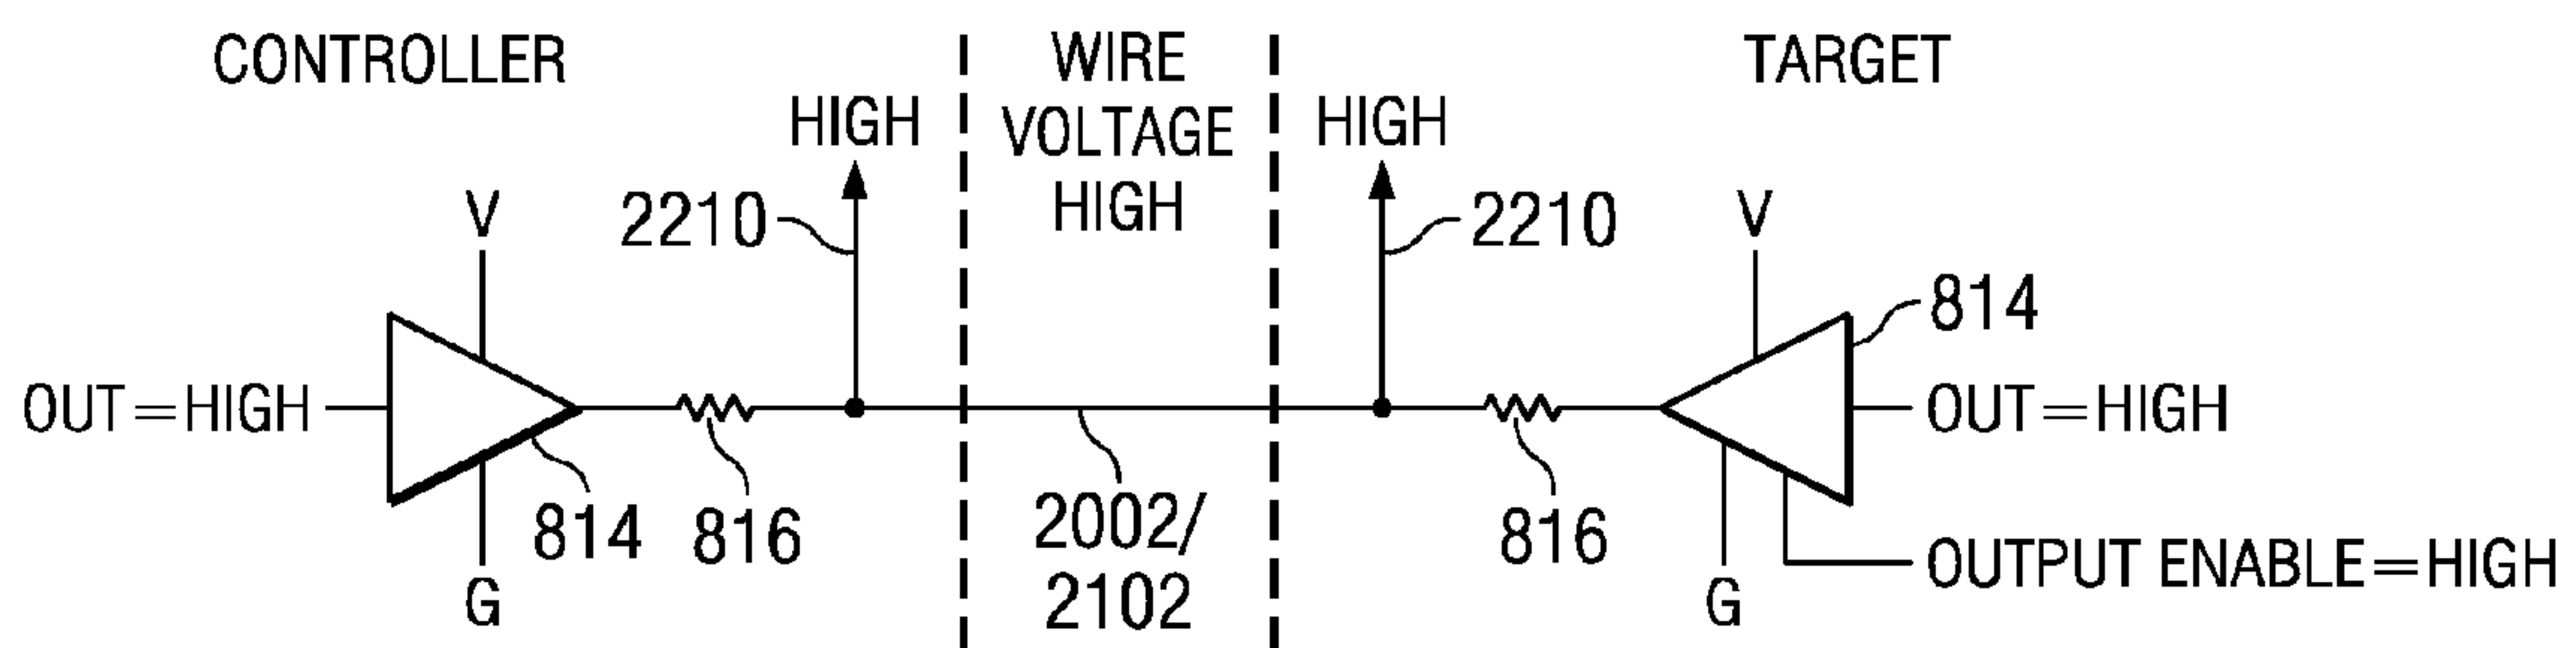 CONTROLLER
WIRE
VOLTAGE
HIGH
TARGET
HIGH
HIGH
V
2210
2210
V
814
OUT=HIGH
OUT=HIGH
814
816
2002/
2102
816
OUTPUT ENABLE=HIGH
G
G